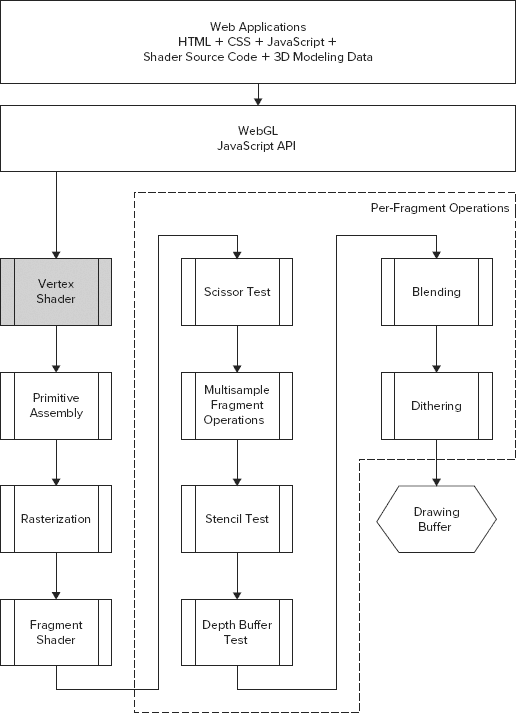 Web Applications
HTML + CSS + JavaScript +
Shader Source Code + 3D Modeling Data
WebGL
JavaScript API
Per-Fragment Operations
Vertex
Shader
Primitive
Assembly
Rasterization
Fragment
Shader
Scissor Test
Multisample
Fragment
Operations
Stencil Test
Depth Buffer
Test
Blending
Dithering
Drawing
Buffer